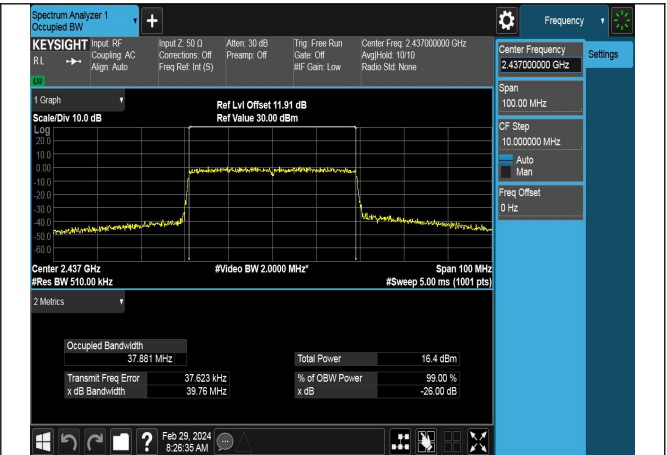 Spectrum Analyzer 1
Occupied BW
+
Frequency
KEYSIGHT
RL
Input: RF
Coupling: AC
Align: Auto
Input Z: 50 Ω
Corrections: Off
Freq Ref: Int (S)
Atten: 30 dB
Preamp: Off
Trig: Free Run
Gate: Off
#IF Gain: Low
Center Freq: 2.437000000 GHz
Avg|Hold: 10/10
Radio Std: None
Center Frequency
2.437000000 GHz
Settings
Span
100.00 MHz
CF Step
10.000000 MHz
Auto
Man
Freq Offset
0 Hz
1 Graph
Scale/Div 10.0 dB
Ref Lvl Offset 11.91 dB
Ref Value 30.00 dBm
Log
20.0
10.0
0.00
-10.0
-20.0
-30.0
-40.0
-50.0
-60.0
Center 2.437 GHz
#Video BW 2.0000 MHz*
Span 100 MHz
#Res BW 510.00 kHz
#Sweep 5.00 ms (1001 pts)
2 Metrics
Occupied Bandwidth
37.881 MHz
Total Power 16.4 dBm
Transmit Freq Error 37.623 kHz
% of OBW Power 99.00 %
x dB Bandwidth 39.76 MHz
x dB -26.00 dB
?
Feb 29, 2024
8:26:35 AM